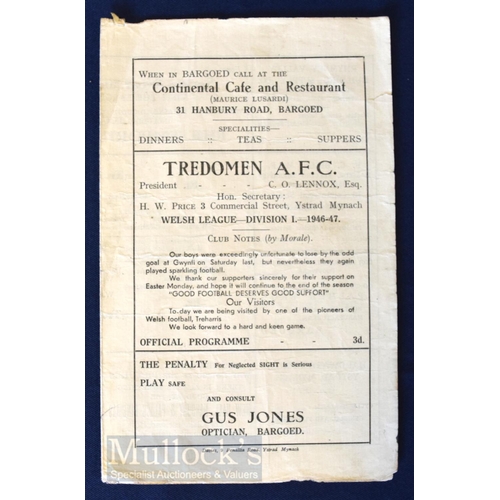 WHEN IN BARGOED CALL AT THE
Continental Cafe and Restaurant
(MAURICE LUSARDI)
31 HANBURY ROAD, BARGOED
SPECIALITIES—
DINNERS :: TEAS :: SUPPERS
TREDOMEN A.F.C.
President - - - C. O. LENNOX, Esq.
Hon. Secretary :
H. W. PRICE 3 Commercial Street, Ystrad Mynach
WELSH LEAGUE—DIVISION I.—1946-47.
CLUB NOTES (by Morale).
Our boys were exceedingly unfortunate to lose by the odd
goal at Gwynfi on Saturday last, but nevertheless they again
played sparkling football.
We thank our supporters sincerely for their support on
Easter Monday, and hope it will continue to the end of the season
"GOOD FOOTBALL DESERVES GOOD SUPPORT"
Our Visitors
To-day we are being visited by one of the pioneers of
Welsh football, Treharris
We look forward to a hard and keen game.
OFFICIAL PROGRAMME - - 3d.
THE PENALTY For Neglected SIGHT is Serious
PLAY SAFE
AND CONSULT
GUS JONES
OPTICIAN, BARGOED.
Road, Ystrad Mynach
Mullock's
Specialist Auctioneers & Valuers